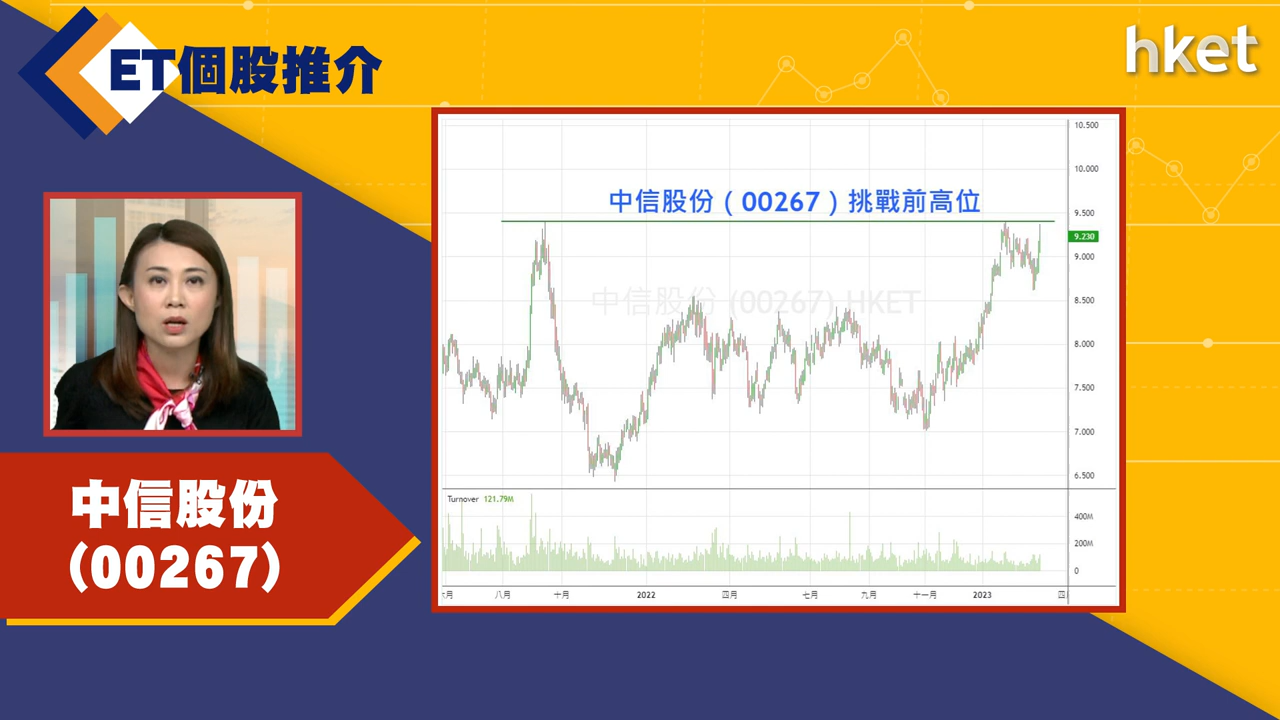 ET個股推介
hket
中信股份
(00267)
中信股份 ( 00267 ) 挑戰前高位
中信股份 (00267) HKET
10.500
10.000
9.500
9.230
9.000
8.500
8.000
7.500
7.000
6.500
Turnover 121.79M
400M
200M
0
八月 十月 2022 四月 七月 九月 十一月 2023